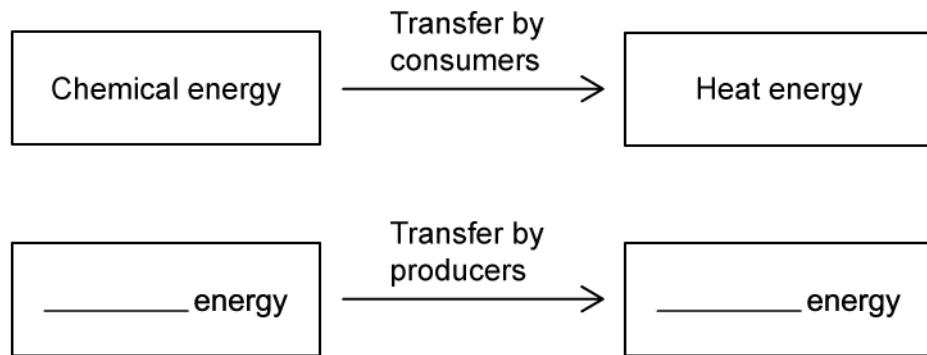 Transfer by
consumers
Chemical energy
Heat energy
Transfer by
producers
________ energy
________ energy